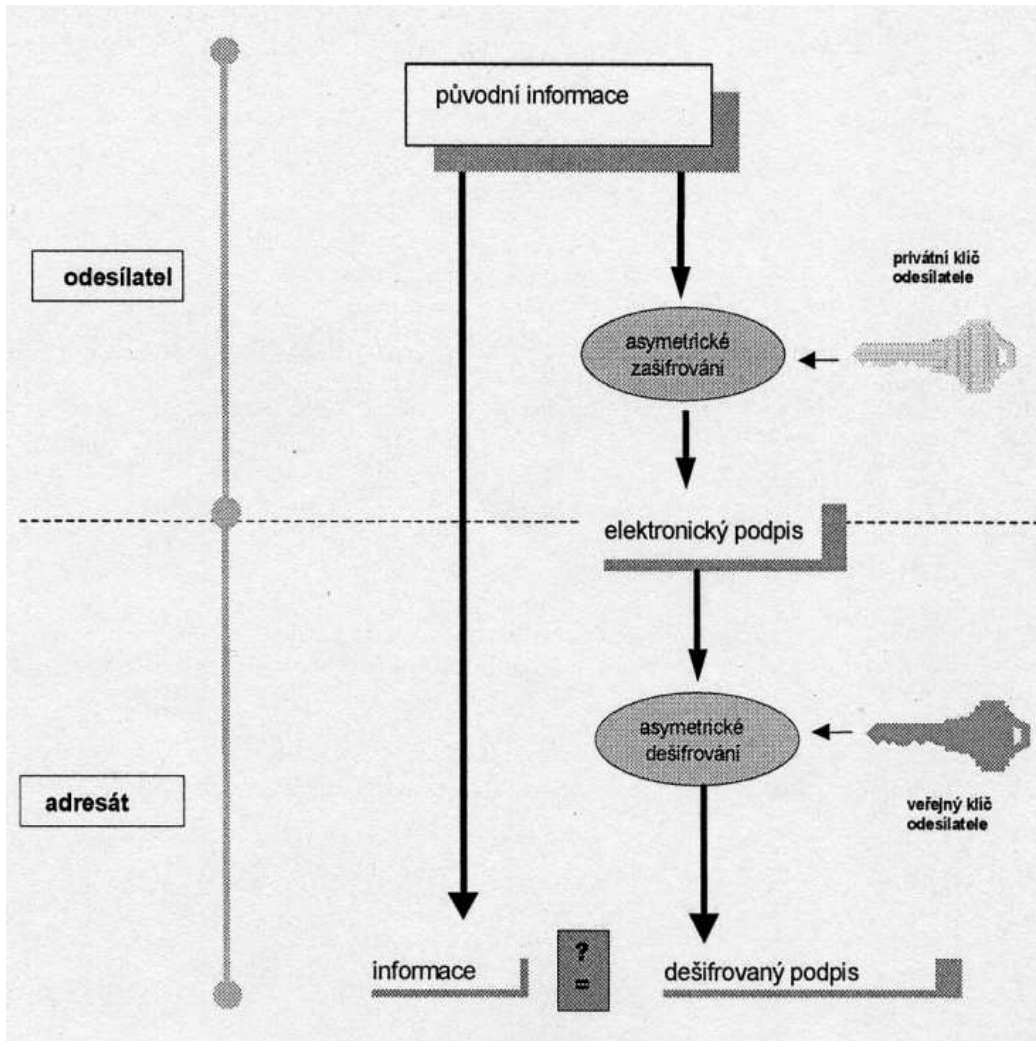 původní informace
odesílatel
privátní klíč
odesílatele
asymetrické
zašifrování
elektronický podpis
asymetrické
dešifrování
adresát
veřejný klíč
odesílatele
informace
?
=
dešifrovaný podpis